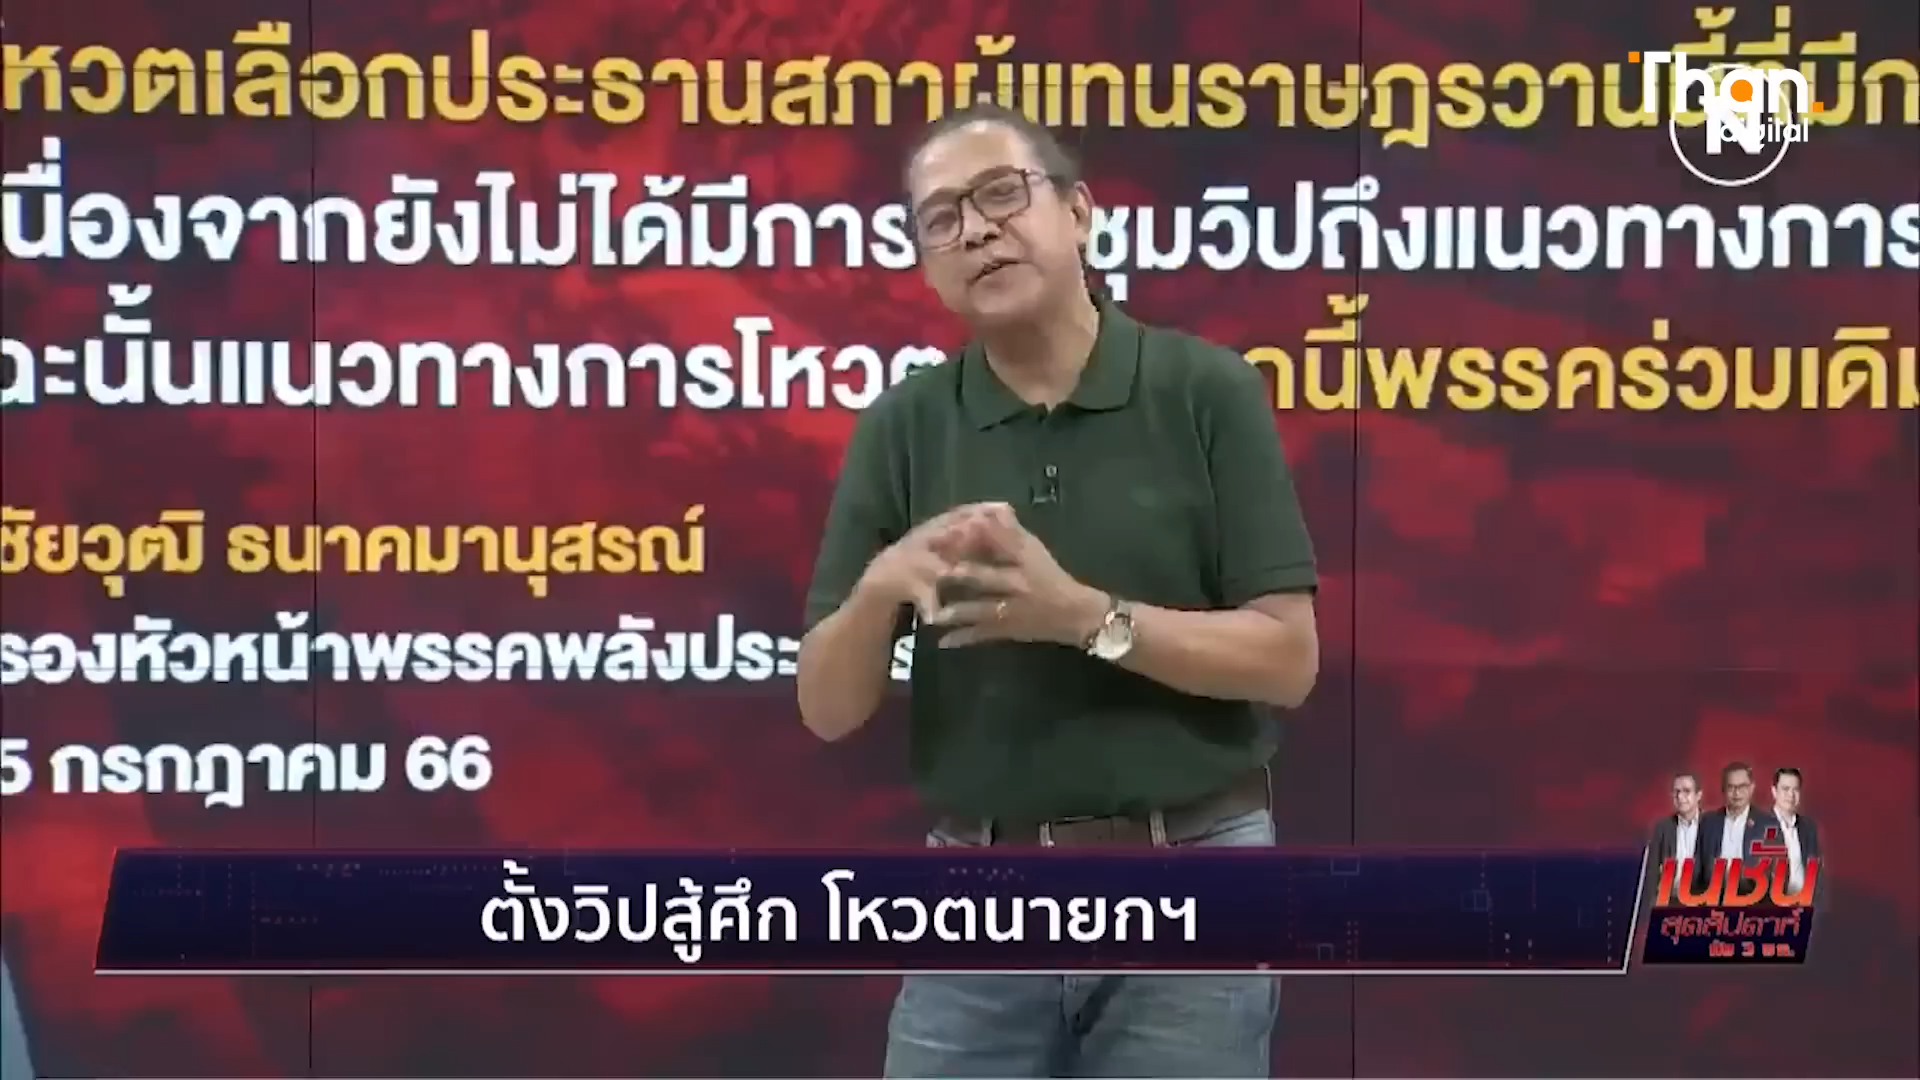 โหวตเลือกประธานสภาผู้แทนราษฎรวานนี้ที่มีก
Than
digital
N
นื่องจากยังไม่ได้มีการ ชุมวิปถึงแนวทางการ
ฉะนั้นแนวทางการโหวต กนี้พรรคร่วมเดิม
ชัยวุฒิ ธนาคมานุสรณ์
รองหัวหน้าพรรคพลังประ
5 กรกฎาคม 66
ตั้งวิปสู้ศึก โหวตนายกฯ
เนชั่น
สุดสัปดาห์
กับ 3 บก.